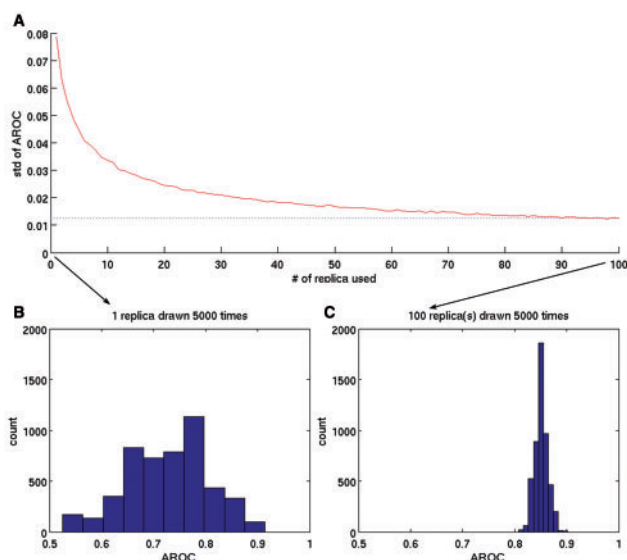 A
0.08
0.07
0.06
0.05
0.04
0.03
0.02
0.01
0
std of AROC
0 10 20 30 40 50 60 70 80 90 100
# of replica used
B
1 replica drawn 5000 times
2000
1500
1000
500
0
count
0.5 0.6 0.7 0.8 0.9 1
AROC
C
100 replica(s) drawn 5000 times
2000
1500
1000
500
0
count
0.5 0.6 0.7 0.8 0.9 1
AROC